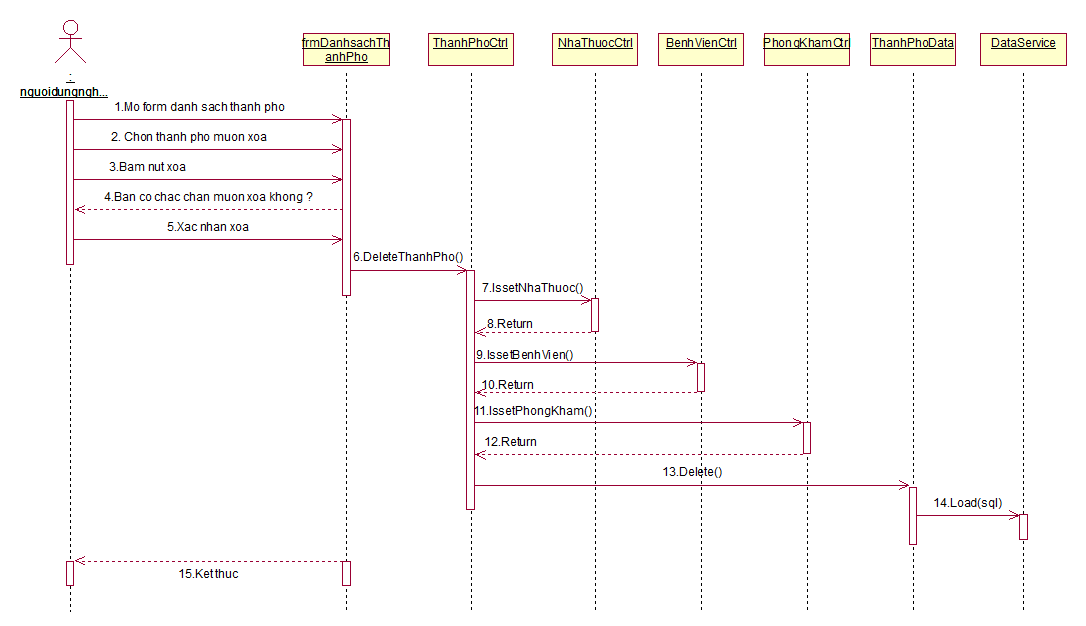 frmDanhsachTh
anhPho
ThanhPhoCtrl
NhaThuocCtrl
BenhVienCtrl
PhongKhamCtrl
ThanhPhoData
DataService
:
nguoidungngh...
1.Mo form danh sach thanh pho
2. Chon thanh pho muon xoa
3.Bam nut xoa
4.Ban co chac chan muon xoa khong ?
5.Xac nhan xoa
6.DeleteThanhPho()
7.IssetNhaThuoc()
8.Return
9.IssetBenhVien()
10.Return
11.IssetPhongKham()
12.Return
13.Delete()
14.Load(sql)
15.Ket thuc